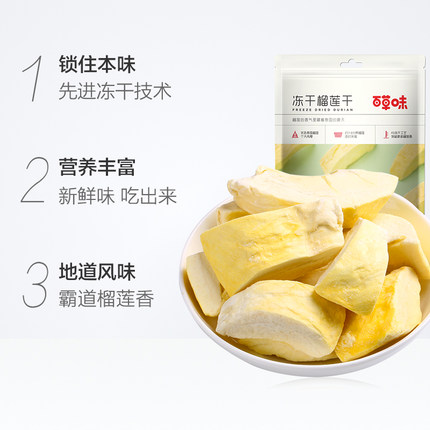 1
锁住本味
先进冻干技术
2
营养丰富
新鲜味 吃出来
3
地道风味
霸道榴莲香
冻干榴莲干
FREEZE DRIED DURIAN
百草味